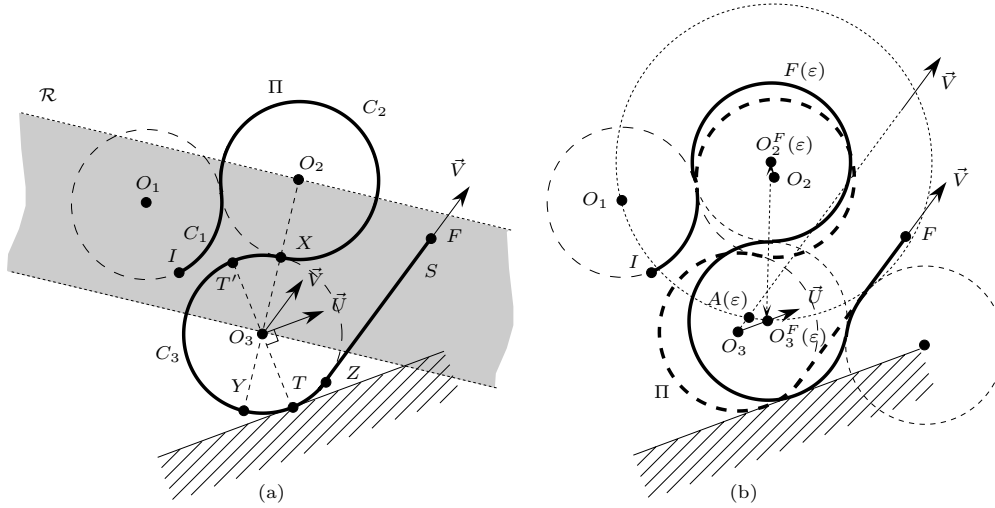 R
Π
C₂
O₂
V⃗
O₁
C₁
I
X
F
S
T′
V⃗
U⃗
O₃
C₃
Y
T
Z
(a)
F(ε)
V⃗
O₂ᶠ(ε)
O₂
O₁
V⃗
I
F
A(ε)
U⃗
O₃
O₃ᶠ(ε)
Π
(b)